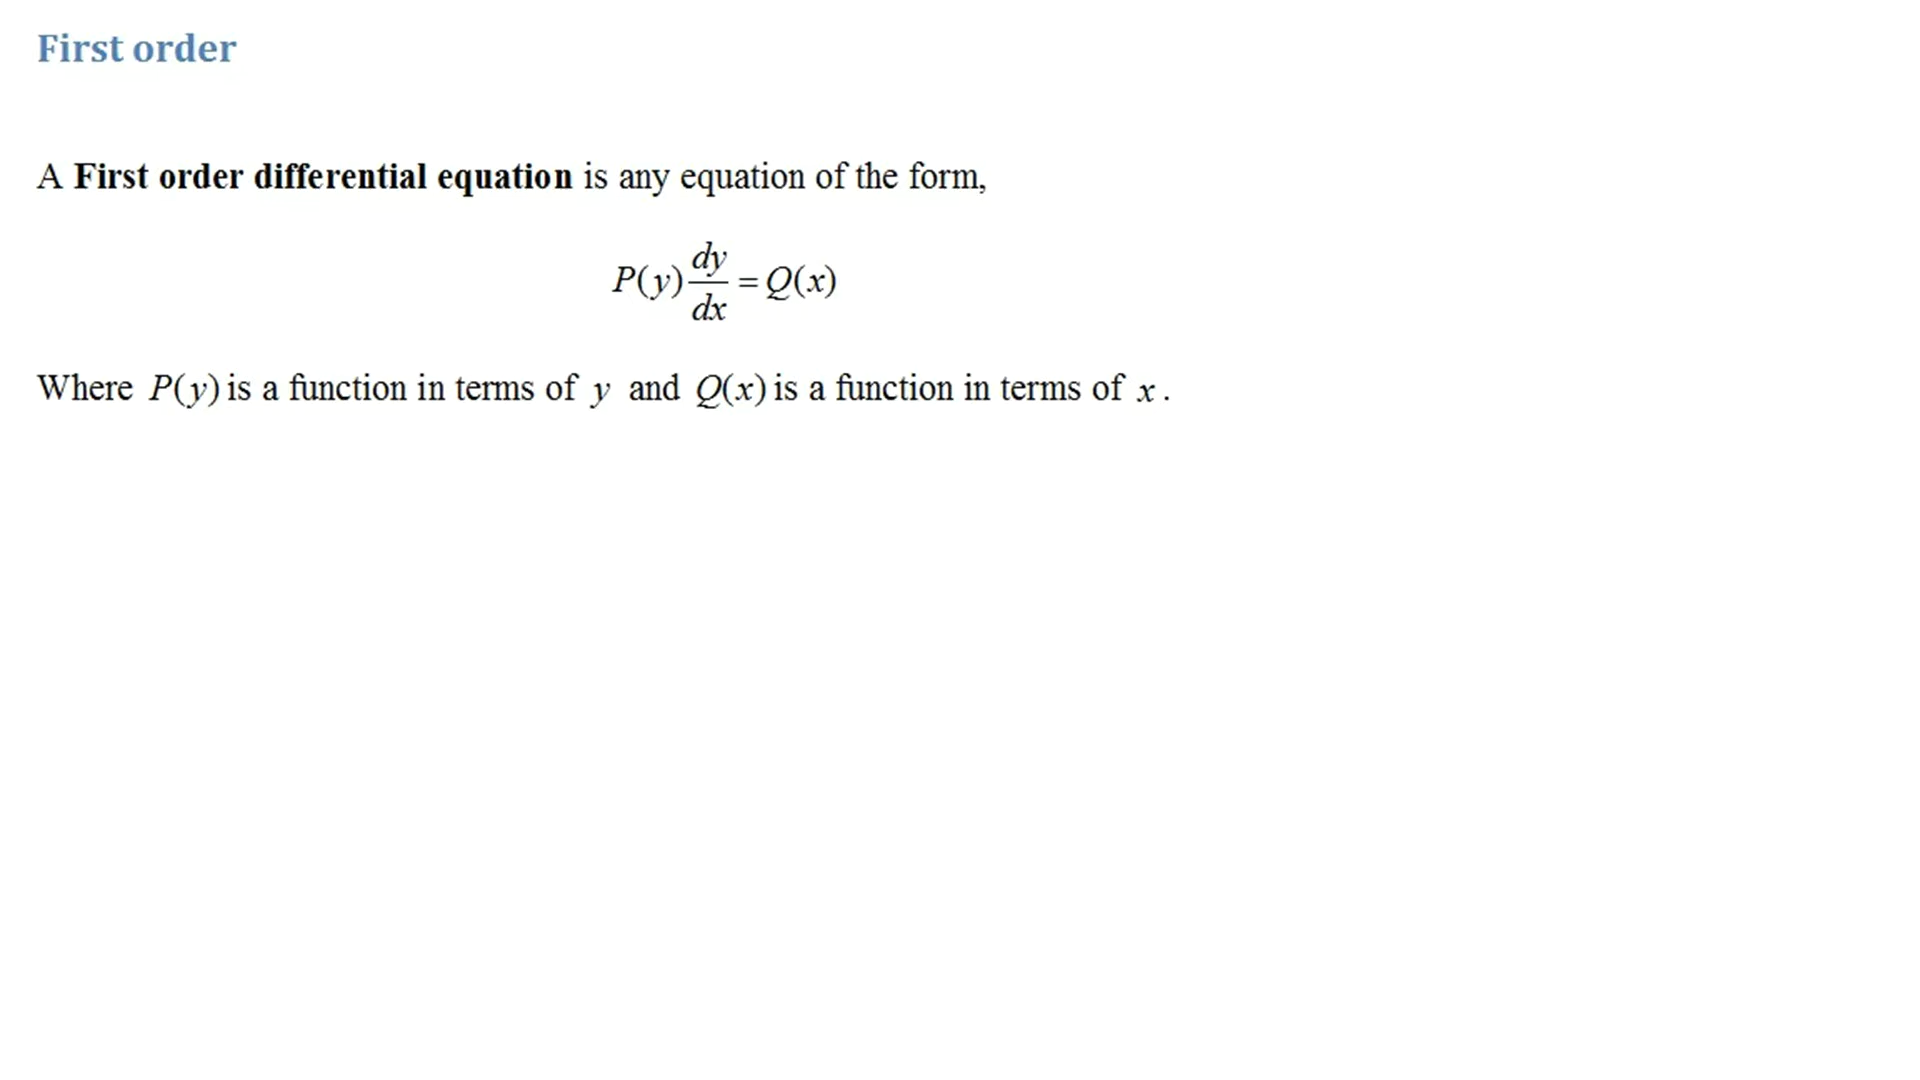 First order
A First order differential equation is any equation of the form,
P(y) dy/dx = Q(x)
Where P(y) is a function in terms of y and Q(x) is a function in terms of x.